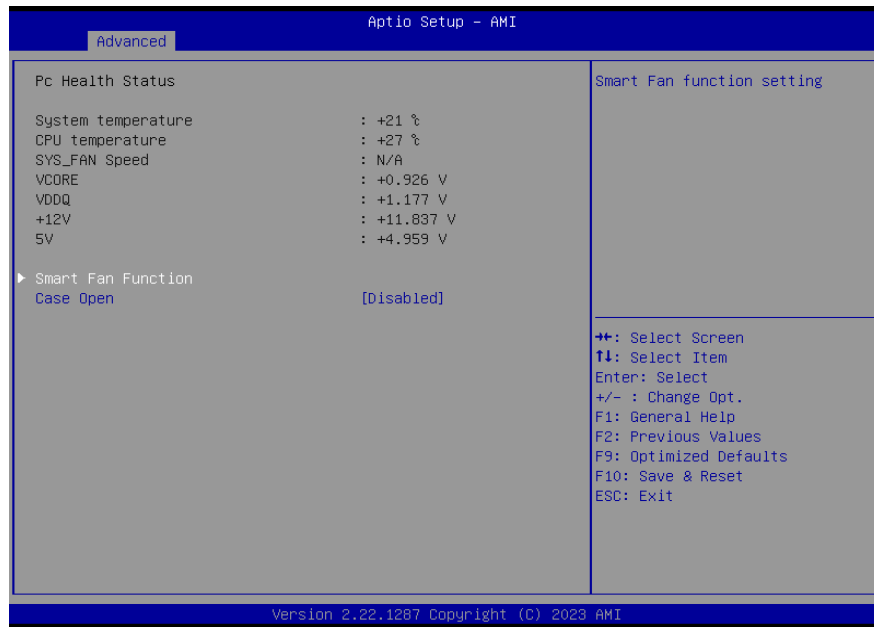 Aptio Setup – AMI
Advanced
Pc Health Status
System temperature : +21 ℃
CPU temperature : +27 ℃
SYS_FAN Speed : N/A
VCORE : +0.926 V
VDDQ : +1.177 V
+12V : +11.837 V
5V : +4.959 V
Smart Fan Function
Case Open [Disabled]
Smart Fan function setting
→←: Select Screen
↑↓: Select Item
Enter: Select
+/- : Change Opt.
F1: General Help
F2: Previous Values
F9: Optimized Defaults
F10: Save & Reset
ESC: Exit
Version 2.22.1287 Copyright (C) 2023 AMI